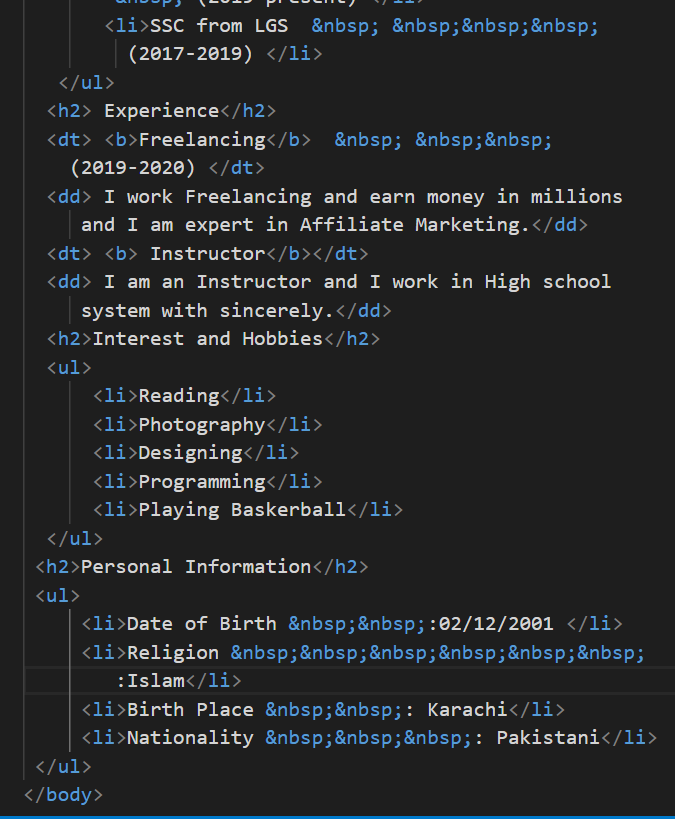 &nbsp; (2019-present) </li>
<li>SSC from LGS  &nbsp; &nbsp;&nbsp;&nbsp;
(2017-2019) </li>
</ul>
<h2> Experience</h2>
<dt> <b>Freelancing</b>  &nbsp; &nbsp;&nbsp;
(2019-2020) </dt>
<dd> I work Freelancing and earn money in millions
and I am expert in Affiliate Marketing.</dd>
<dt> <b> Instructor</b></dt>
<dd> I am an Instructor and I work in High school
system with sincerely.</dd>
<h2>Interest and Hobbies</h2>
<ul>
<li>Reading</li>
<li>Photography</li>
<li>Designing</li>
<li>Programming</li>
<li>Playing Baskerball</li>
</ul>
<h2>Personal Information</h2>
<ul>
<li>Date of Birth &nbsp;&nbsp;:02/12/2001 </li>
<li>Religion &nbsp;&nbsp;&nbsp;&nbsp;&nbsp;&nbsp;
:Islam</li>
<li>Birth Place &nbsp;&nbsp;: Karachi</li>
<li>Nationality &nbsp;&nbsp;&nbsp;: Pakistani</li>
</ul>
</body>